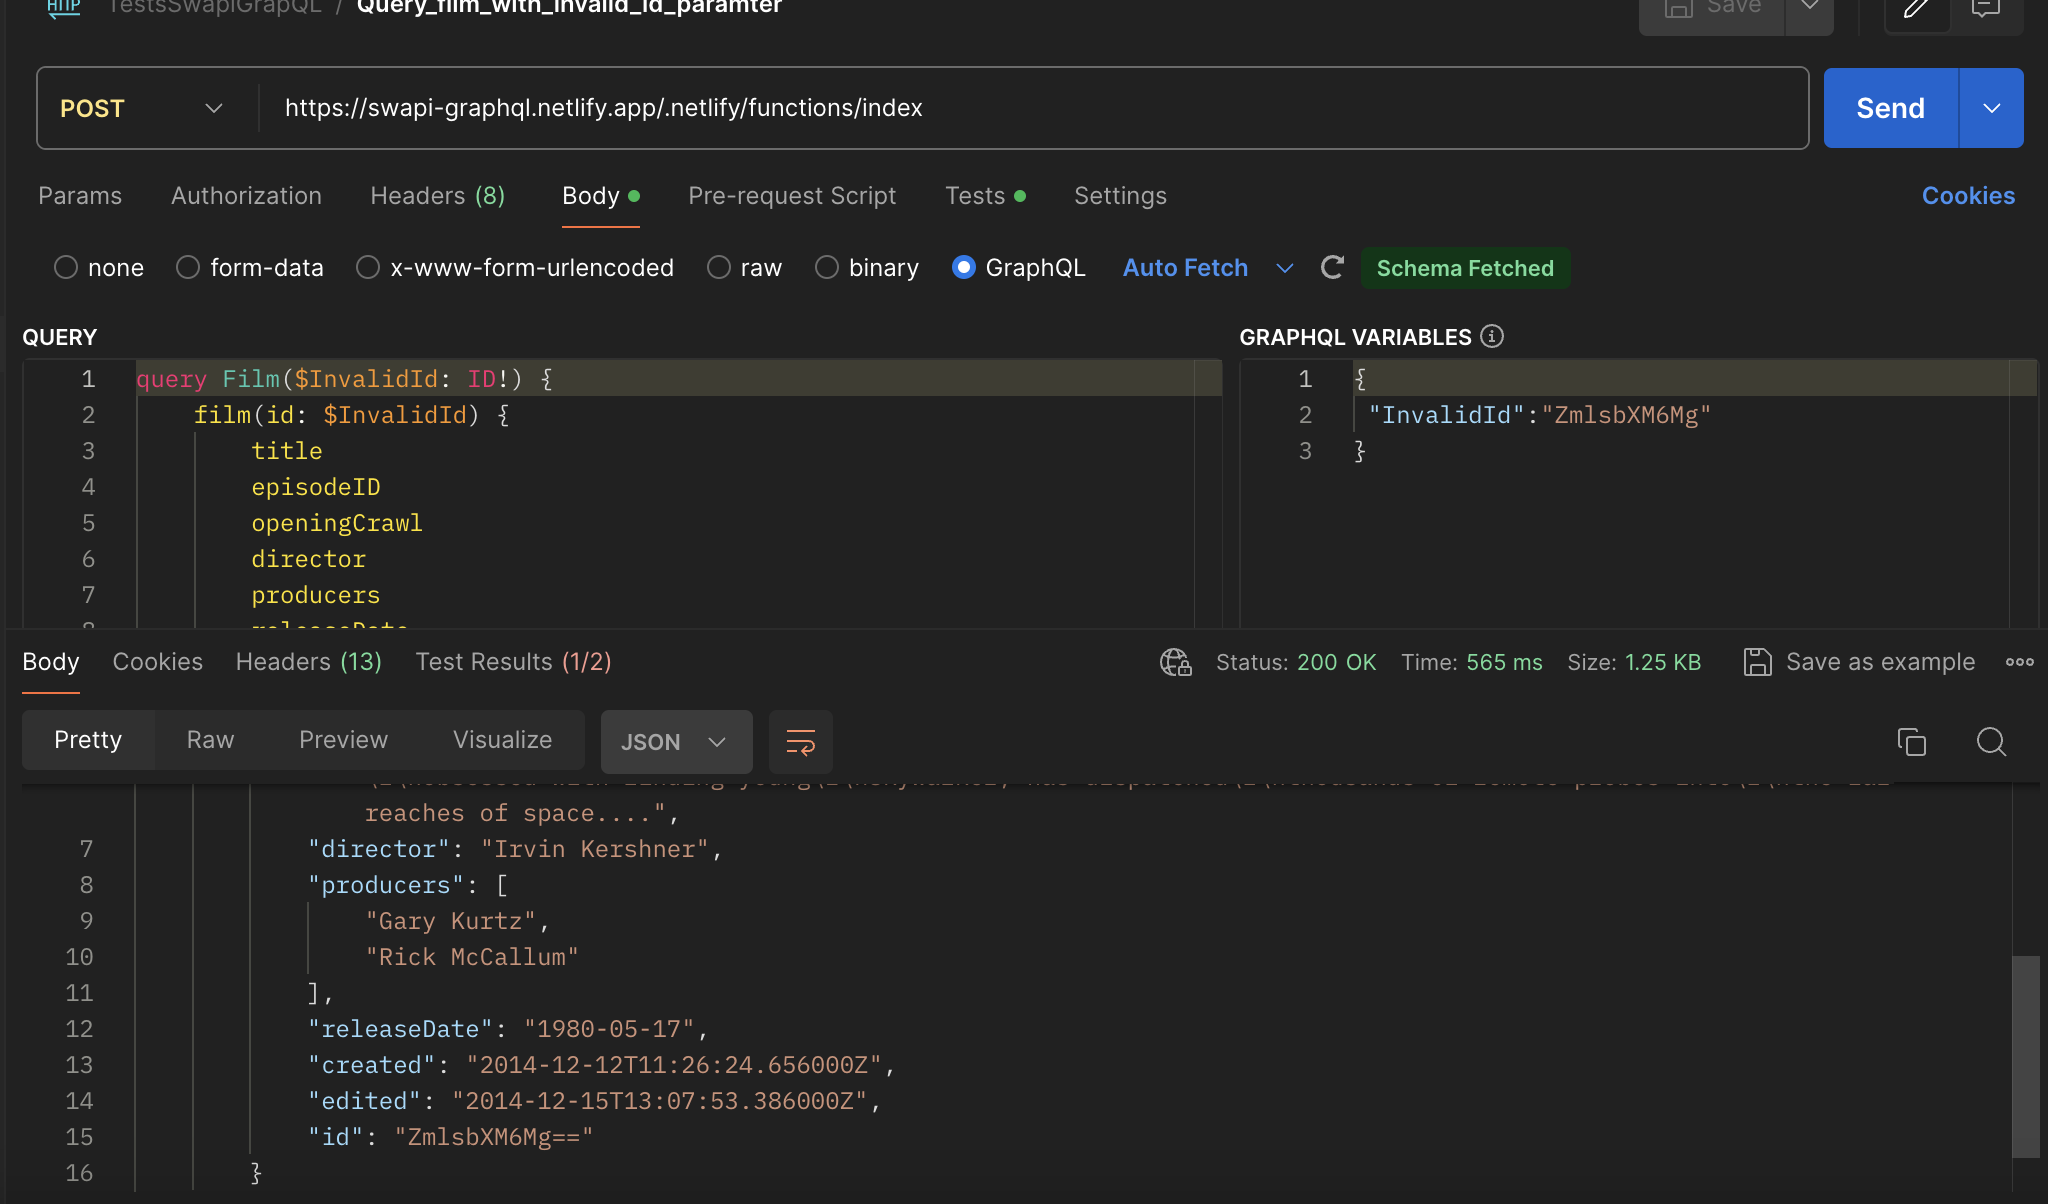 HTTP TestsSwapiGrapQL / Query_film_with_invalid_id_paramter Save
POST https://swapi-graphql.netlify.app/.netlify/functions/index Send
Params Authorization Headers (8) Body Pre-request Script Tests Settings Cookies
none form-data x-www-form-urlencoded raw binary GraphQL Auto Fetch Schema Fetched
QUERY
1 query Film($InvalidId: ID!) {
2 film(id: $InvalidId) {
3 title
4 episodeID
5 openingCrawl
6 director
7 producers
8 releaseDate
GRAPHQL VARIABLES
1 {
2 "InvalidId":"ZmlsbXM6Mg"
3 }
Body Cookies Headers (13) Test Results (1/2) Status: 200 OK Time: 565 ms Size: 1.25 KB Save as example
Pretty Raw Preview Visualize JSON
reaches of space....",
7 "director": "Irvin Kershner",
8 "producers": [
9 "Gary Kurtz",
10 "Rick McCallum"
11 ],
12 "releaseDate": "1980-05-17",
13 "created": "2014-12-12T11:26:24.656000Z",
14 "edited": "2014-12-15T13:07:53.386000Z",
15 "id": "ZmlsbXM6Mg=="
16 }